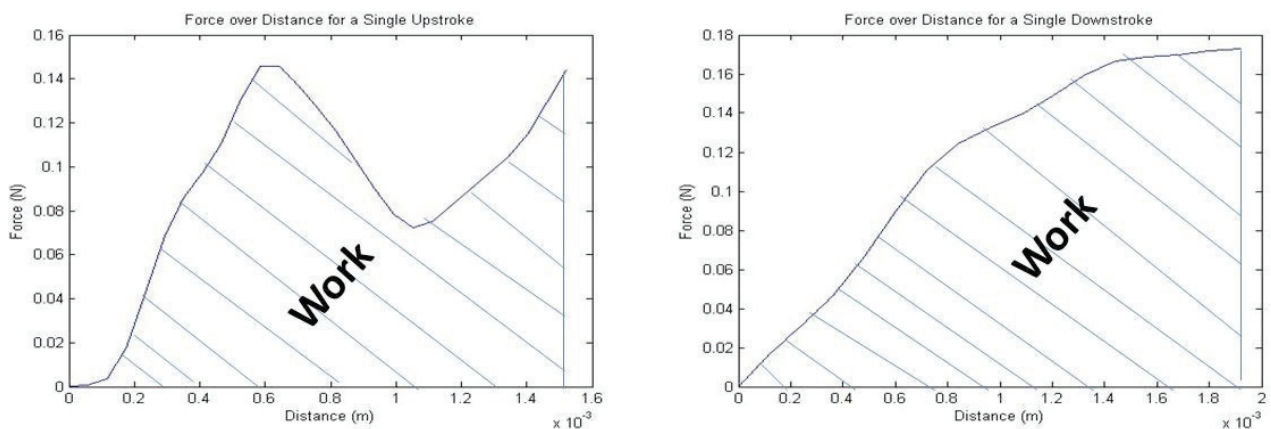 Force over Distance for a Single Upstroke
0.16
0.14
0.12
0.1
0.08
0.06
0.04
0.02
0
Force (N)
Work
0 0.2 0.4 0.6 0.8 1 1.2 1.4 1.6
Distance (m)
x 10⁻³
Force over Distance for a Single Downstroke
0.18
0.16
0.14
0.12
0.1
0.08
0.06
0.04
0.02
0
Force (N)
Work
0 0.2 0.4 0.6 0.8 1 1.2 1.4 1.6 1.8 2
Distance (m)
x 10⁻³